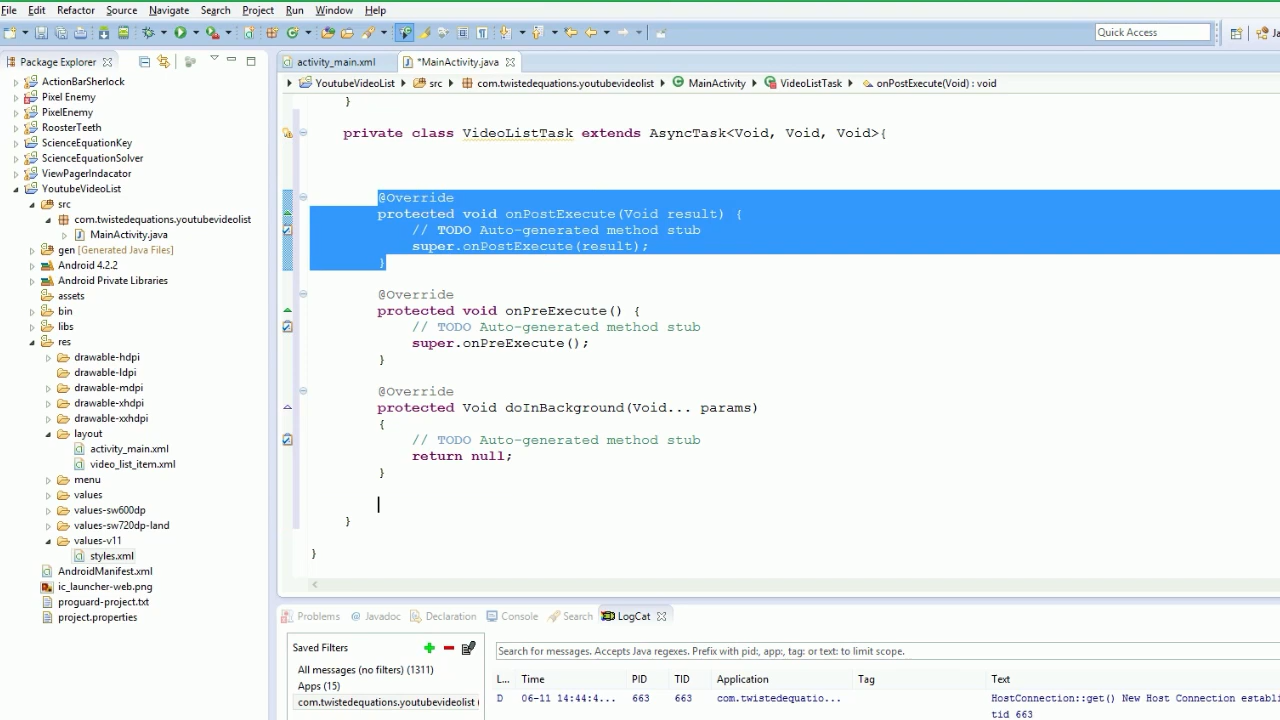 File Edit Refactor Source Navigate Search Project Run Window Help
Quick Access
Ja
Package Explorer
activity_main.xml
*MainActivity.java
YoutubeVideoList src com.twistedequations.youtubevideolist MainActivity VideoListTask onPostExecute(Void) : void
ActionBarSherlock
Pixel Enemy
PixelEnemy
RoosterTeeth
ScienceEquationKey
ScienceEquationSolver
ViewPagerIndacator
YoutubeVideoList
src
com.twistedequations.youtubevideolist
MainActivity.java
gen [Generated Java Files]
Android 4.2.2
Android Private Libraries
assets
bin
libs
res
drawable-hdpi
drawable-ldpi
drawable-mdpi
drawable-xhdpi
drawable-xxhdpi
layout
activity_main.xml
video_list_item.xml
menu
values
values-sw600dp
values-sw720dp-land
values-v11
styles.xml
AndroidManifest.xml
ic_launcher-web.png
proguard-project.txt
project.properties
}
private class VideoListTask extends AsyncTask<Void, Void, Void>{
@Override
protected void onPostExecute(Void result) {
// TODO Auto-generated method stub
super.onPostExecute(result);
}
@Override
protected void onPreExecute() {
// TODO Auto-generated method stub
super.onPreExecute();
}
@Override
protected Void doInBackground(Void... params)
{
// TODO Auto-generated method stub
return null;
}
}
}
Problems @ Javadoc Declaration Console Search LogCat
Saved Filters
All messages (no filters) (1311)
Apps (15)
com.twistedequations.youtubevideolist (
Search for messages. Accepts Java regexes. Prefix with pid:, app:, tag: or text: to limit scope.
L... Time PID TID Application Tag Text
D 06-11 14:44:4... 663 663 com.twistedequatio... HostConnection::get() New Host Connection establi
tid 663